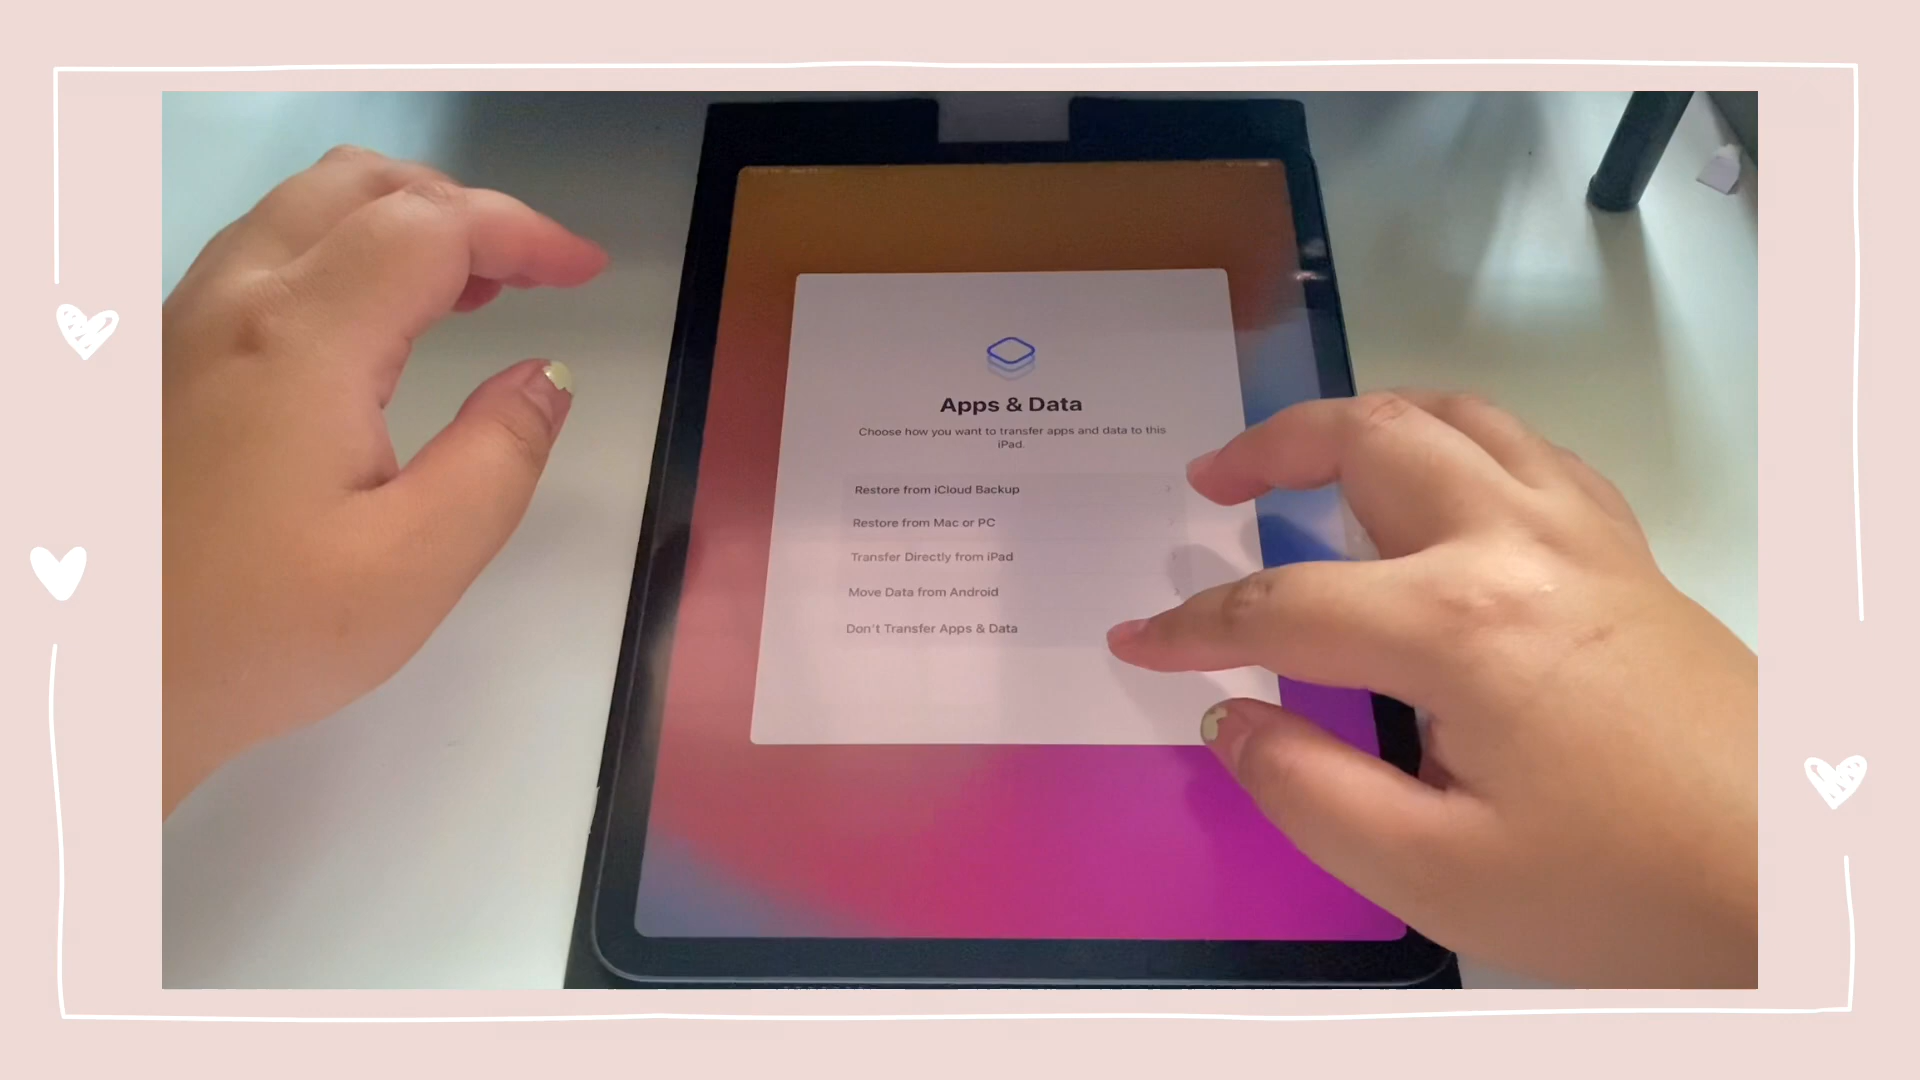 Apps & Data
Choose how you want to transfer apps and data to this
iPad.
Restore from iCloud Backup
Restore from Mac or PC
Transfer Directly from iPad
Move Data from Android
Don't Transfer Apps & Data